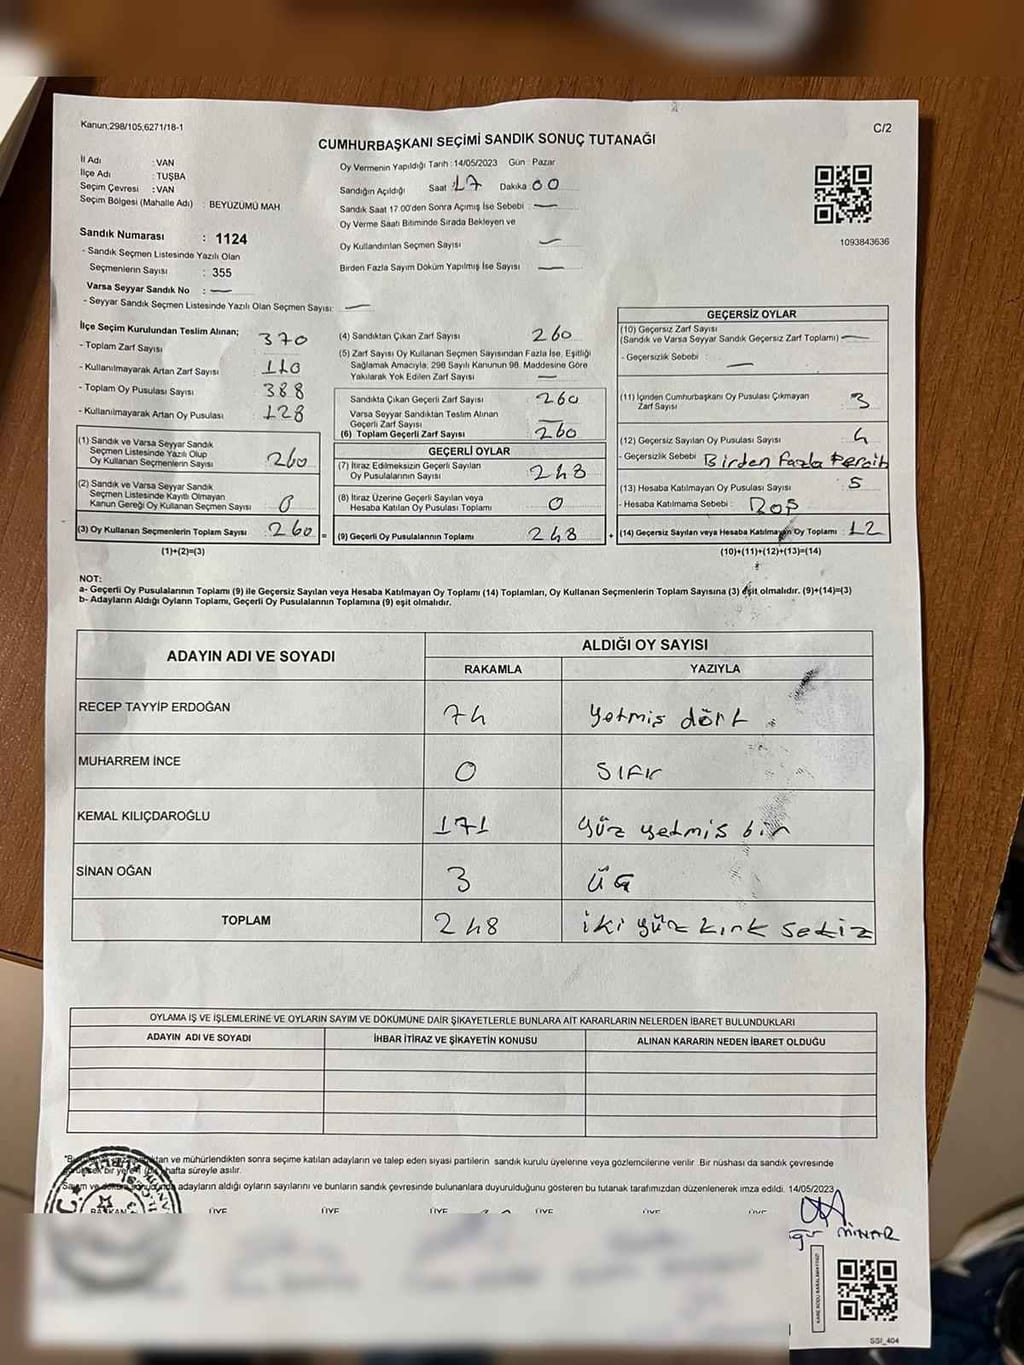 Kanun;298/105,6271/18-1
C/2
CUMHURBAŞKANI SEÇİMİ SANDIK SONUÇ TUTANAĞI
İl Adı : VAN
İlçe Adı : TUŞBA
Seçim Çevresi : VAN
Seçim Bölgesi (Mahalle Adı) : BEYÜZÜMÜ MAH
Oy Vermenin Yapıldığı Tarih : 14/05/2023 Gün : Pazar
Sandığın Açıldığı Saat 17 Dakika 00
Sandık Saat 17.00'den Sonra Açımış İse Sebebi : —
Oy Verme Saati Bitiminde Sırada Bekleyen ve
Oy Kullandırılan Seçmen Sayısı —
Birden Fazla Sayım Döküm Yapılmış İse Sayısı —
1093843636
Sandık Numarası : 1124
- Sandık Seçmen Listesinde Yazılı Olan
Seçmenlerin Sayısı : 355
Varsa Seyyar Sandık No : —
- Seyyar Sandık Seçmen Listesinde Yazılı Olan Seçmen Sayısı: —
İlçe Seçim Kurulundan Teslim Alınan;
- Toplam Zarf Sayısı 370
- Kullanılmayarak Artan Zarf Sayısı 110
- Toplam Oy Pusulası Sayısı 388
- Kullanılmayarak Artan Oy Pusulası 128
(1) Sandık ve Varsa Seyyar Sandık
Seçmen Listesinde Yazılı Olup
Oy Kullanan Seçmenlerin Sayısı 260
(2) Sandık ve Varsa Seyyar Sandık
Seçmen Listesinde Kayıtlı Olmayan
Kanun Gereği Oy Kullanan Seçmen Sayısı 0
(3) Oy Kullanan Seçmenlerin Toplam Sayısı 260 =
(1)+(2)=(3)
(4) Sandıktan Çıkan Zarf Sayısı 260
(5) Zarf Sayısı Oy Kullanan Seçmen Sayısından Fazla İse, Eşitliği
Sağlamak Amacıyla; 298 Sayılı Kanunun 98. Maddesine Göre
Yakılarak Yok Edilen Zarf Sayısı —
Sandıkta Çıkan Geçerli Zarf Sayısı 260
Varsa Seyyar Sandıktan Teslim Alınan
Geçerli Zarf Sayısı —
(6) Toplam Geçerli Zarf Sayısı 260
GEÇERLİ OYLAR
(7) İtiraz Edilmeksizin Geçerli Sayılan
Oy Pusulalarının Sayısı 248
(8) İtiraz Üzerine Geçerli Sayılan veya
Hesaba Katılan Oy Pusulası Toplamı 0
(9) Geçerli Oy Pusulalarının Toplamı 248 +
GEÇERSİZ OYLAR
(10) Geçersiz Zarf Sayısı
(Sandık ve Varsa Seyyar Sandık Geçersiz Zarf Toplamı) —
- Geçersizlik Sebebi : —
(11) İçinden Cumhurbaşkanı Oy Pusulası Çıkmayan
Zarf Sayısı 3
(12) Geçersiz Sayılan Oy Pusulası Sayısı 4
- Geçersizlik Sebebi Birden Fazla Tercih
(13) Hesaba Katılmayan Oy Pusulası Sayısı 5
- Hesaba Katılmama Sebebi : Boş
(14) Geçersiz Sayılan veya Hesaba Katılmayan Oy Toplamı 12
(10)+(11)+(12)+(13)=(14)
NOT:
a- Geçerli Oy Pusulalarının Toplamı (9) ile Geçersiz Sayılan veya Hesaba Katılmayan Oy Toplamı (14) Toplamları, Oy Kullanan Seçmenlerin Toplam Sayısına (3) eşit olmalıdır. (9)+(14)=(3)
b- Adayların Aldığı Oyların Toplamı, Geçerli Oy Pusulalarının Toplamına (9) eşit olmalıdır.
ADAYIN ADI VE SOYADI
ALDIĞI OY SAYISI
RAKAMLA YAZIYLA
RECEP TAYYİP ERDOĞAN 74 yetmiş dört
MUHARREM İNCE 0 SIFIR
KEMAL KILIÇDAROĞLU 171 yüz yetmiş bir
SİNAN OĞAN 3 üç
TOPLAM 248 iki yüz kırk sekiz
OYLAMA İŞ VE İŞLEMLERİNE VE OYLARIN SAYIM VE DÖKÜMÜNE DAİR ŞİKAYETLERLE BUNLARA AİT KARARLARIN NELERDEN İBARET BULUNDUKLARI
ADAYIN ADI VE SOYADI İHBAR İTİRAZ VE ŞİKAYETİN KONUSU ALINAN KARARIN NEDEN İBARET OLDUĞU
ve mühürlendikten sonra seçime katılan adayların ve talep eden siyasi partilerin sandık kurulu üyelerine veya gözlemcilerine verilir .Bir nüshası da sandık çevresinde
hafta süreyle asılır.
adayların aldığı oyların sayılarını ve bunların sandık çevresinde bulunanlara duyurulduğunu gösteren bu tutanak tarafımızdan düzenlenerek imza edildi. 14/05/2023
BAŞKAN ÜYE ÜYE ÜYE ÜYE ÜYE ÜYE
MİNAR
SSI_404